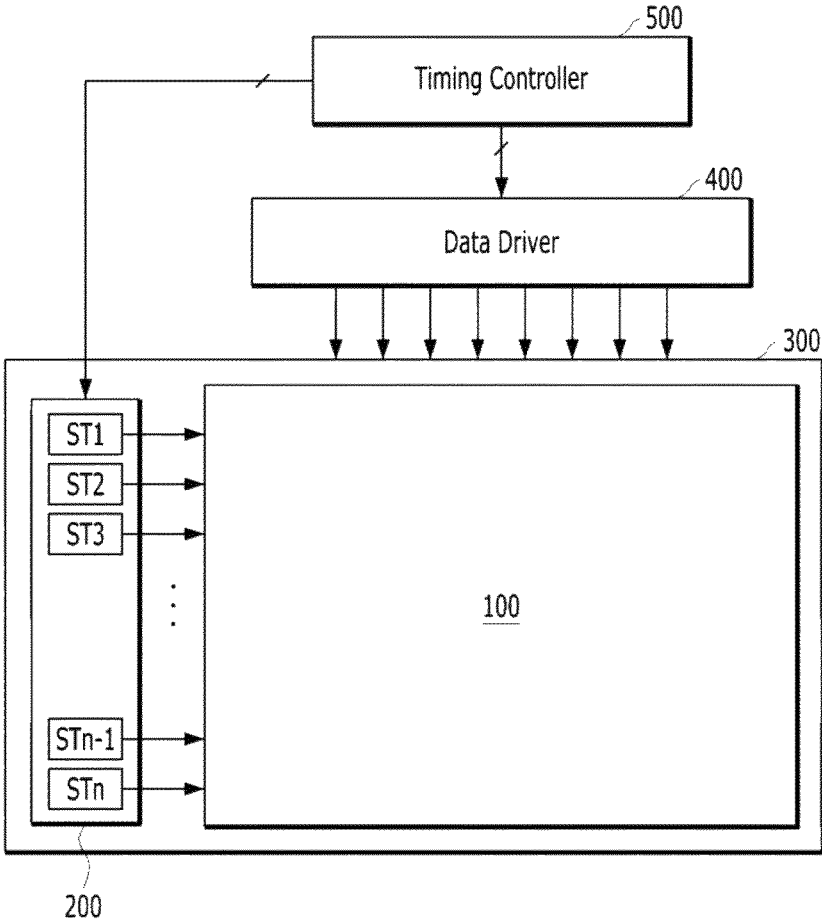 500
Timing Controller
400
Data Driver
300
ST1
ST2
ST3
100
STn-1
STn
200